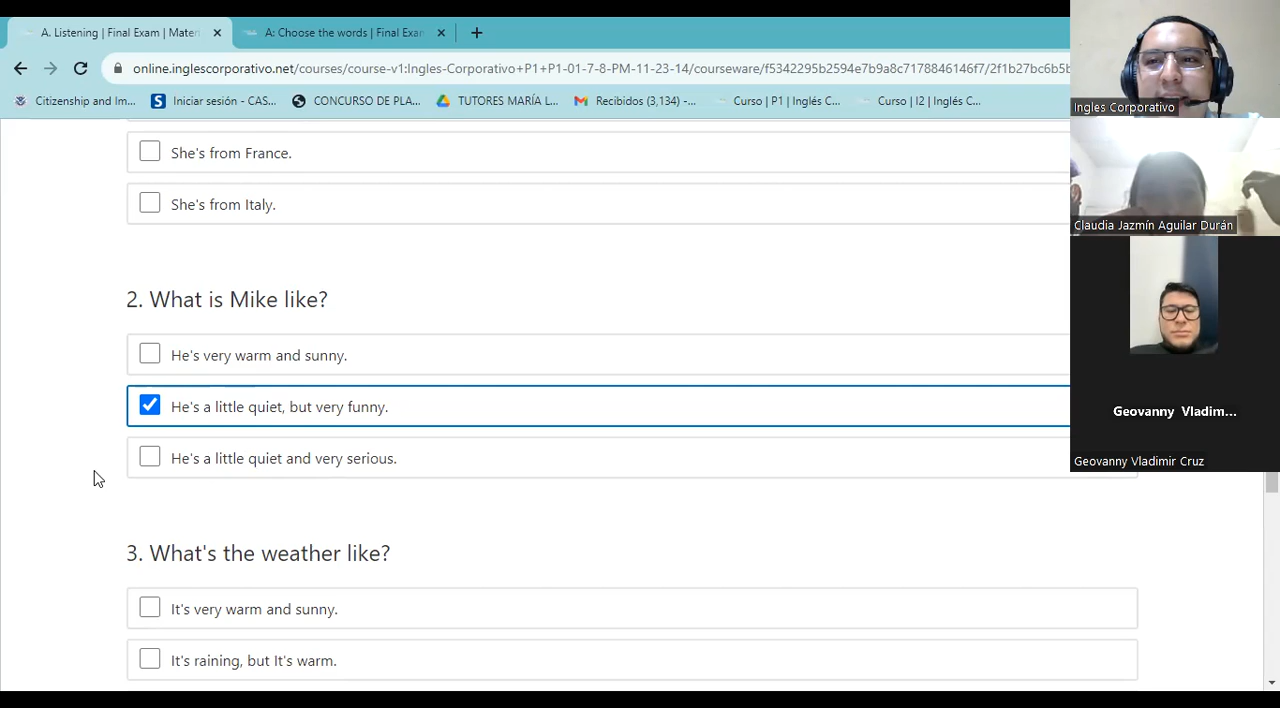 A. Listening | Final Exam | Mater
A: Choose the words | Final Exar
online.inglescorporativo.net/courses/course-v1:Ingles-Corporativo+P1+P1-01-7-8-PM-11-23-14/courseware/f5342295b2594e7b9a8c7178846146f7/2f1b27bc6b5b
Citizenship and Im...
Iniciar sesión - CAS...
CONCURSO DE PLA...
TUTORES MARÍA L...
Recibidos (3,134) -...
Curso | P1 | Inglés C...
Curso | I2 | Inglés C...
Ingles Corporativo
She's from France.
She's from Italy.
Claudia Jazmín Aguilar Durán
2. What is Mike like?
He's very warm and sunny.
He's a little quiet, but very funny.
He's a little quiet and very serious.
Geovanny Vladim...
Geovanny Vladimir Cruz
3. What's the weather like?
It's very warm and sunny.
It's raining, but It's warm.